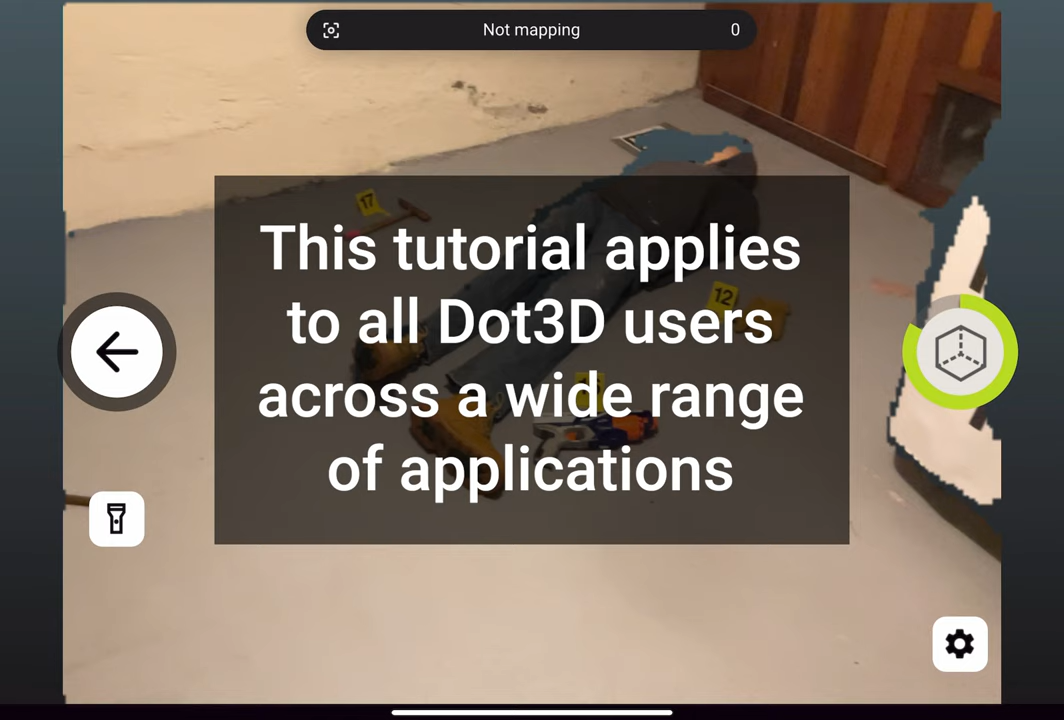 Not mapping 0
17
This tutorial applies
12
to all Dot3D users
across a wide range
of applications